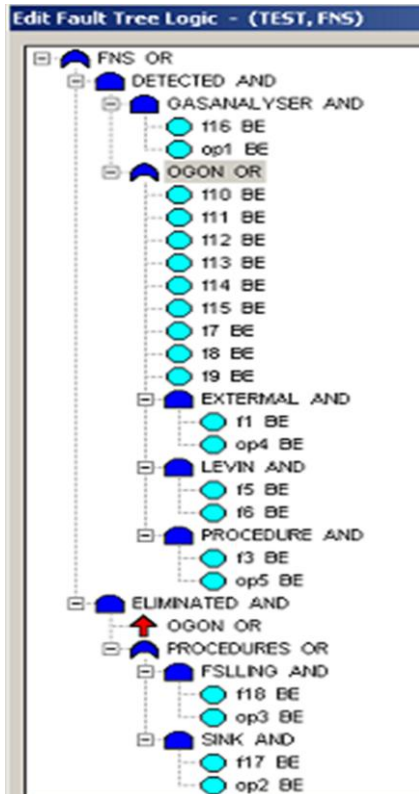 Edit Fault Tree Logic - (TEST, FNS)
FNS OR
DETECTED AND
GASANALYSER AND
f16 BE
op1 BE
OGON OR
f10 BE
f11 BE
f12 BE
f13 BE
f14 BE
f15 BE
f7 BE
f8 BE
f9 BE
EXTERMAL AND
f1 BE
op4 BE
LEVIN AND
f5 BE
f6 BE
PROCEDURE AND
f3 BE
op5 BE
ELIMINATED AND
OGON OR
PROCEDURES OR
FSLLING AND
f18 BE
op3 BE
SINK AND
f17 BE
op2 BE